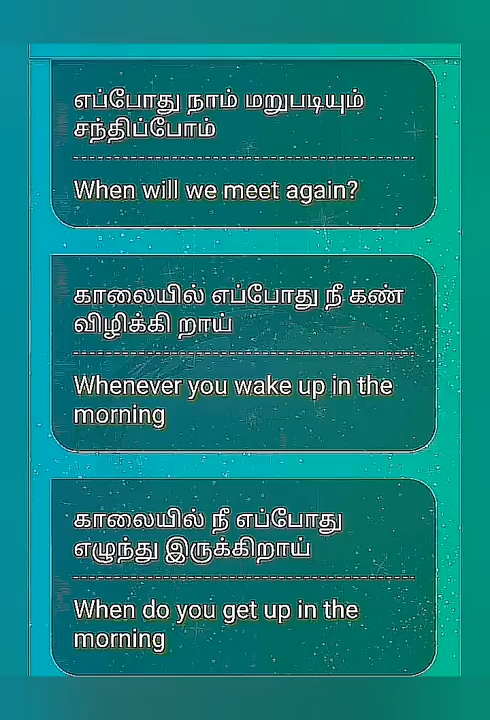 எப்போது நாம் மறுபடியும்
சந்திப்போம்
When will we meet again?
காலையில் எப்போது நீ கண்
விழிக்கி றாய்
Whenever you wake up in the
morning
காலையில் நீ எப்போது
எழுந்து இருக்கிறாய்
When do you get up in the
morning